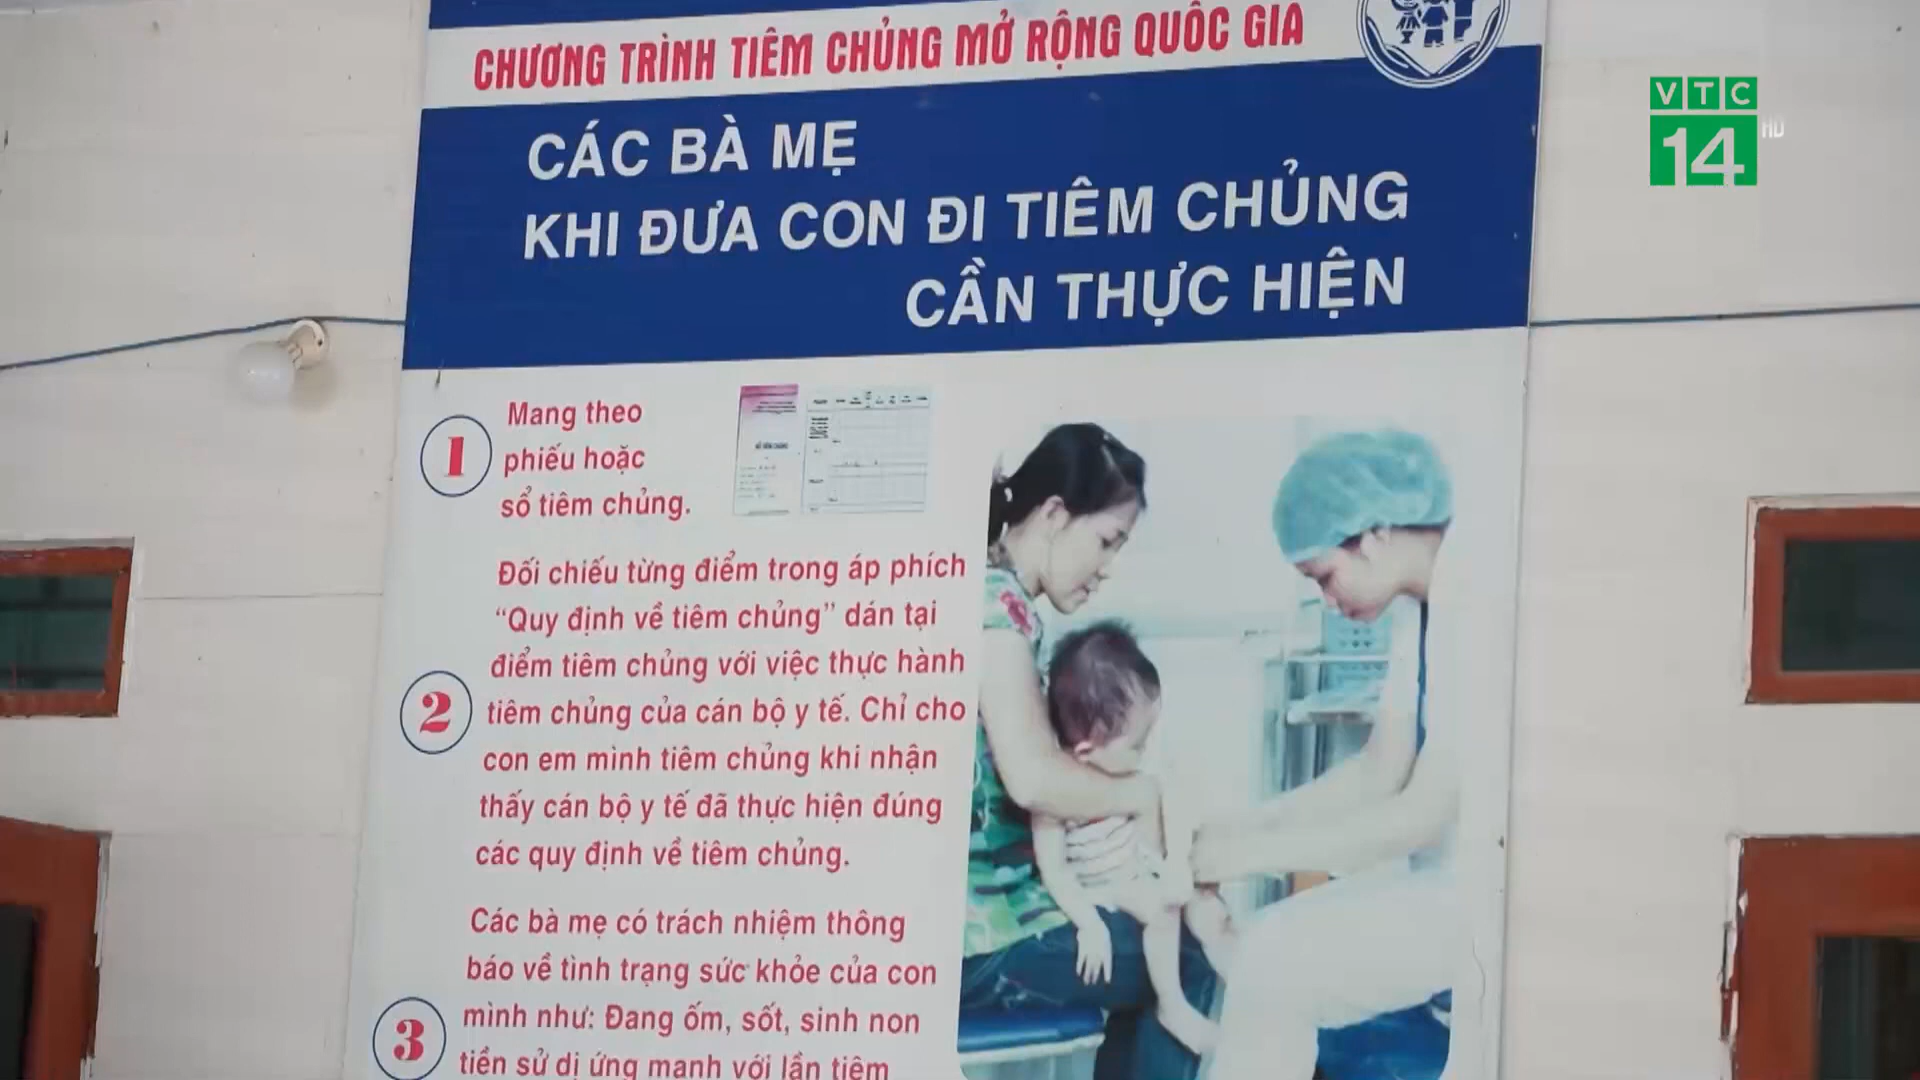 CHƯƠNG TRÌNH TIÊM CHỦNG MỞ RỘNG QUỐC GIA
VTC
14
HD
CÁC BÀ MẸ
KHI ĐƯA CON ĐI TIÊM CHỦNG
CẦN THỰC HIỆN
1
Mang theo
phiếu hoặc
sổ tiêm chủng.
2
Đối chiếu từng điểm trong áp phích
“Quy định về tiêm chủng” dán tại
điểm tiêm chủng với việc thực hành
tiêm chủng của cán bộ y tế. Chỉ cho
con em mình tiêm chủng khi nhận
thấy cán bộ y tế đã thực hiện đúng
các quy định về tiêm chủng.
3
Các bà mẹ có trách nhiệm thông
báo về tình trạng sức khỏe của con
mình như: Đang ốm, sốt, sinh non
tiền sử dị ứng mạnh với lần tiêm